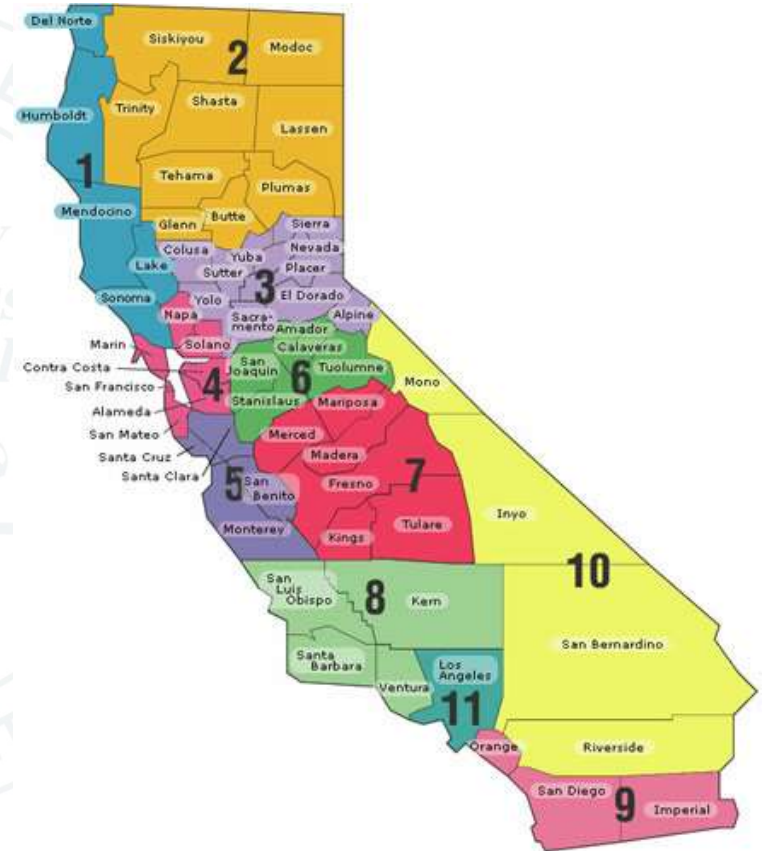 Del Norte
Siskiyou
Modoc
2
Humboldt
Trinity
Shasta
Lassen
1
Tehama
Plumas
Mendocino
Glenn
Butte
Sierra
Colusa
Yuba
Nevada
Lake
Sutter
Placer
3
Sonoma
Yolo
El Dorado
Napa
Sacra-
mento
Amador
Alpine
Marin
Solano
Calaveras
Contra Costa
San
Joaquin
Tuolumne
San Francisco
4
6
Mono
Alameda
Stanislaus
Mariposa
San Mateo
Merced
Santa Cruz
Madera
Santa Clara
5
San
Benito
Fresno
7
Monterey
Kings
Tulare
Inyo
10
San
Luis
Obispo
8
Kern
San Bernardino
Santa
Barbara
Ventura
Los
Angeles
11
Orange
Riverside
San Diego
9
Imperial